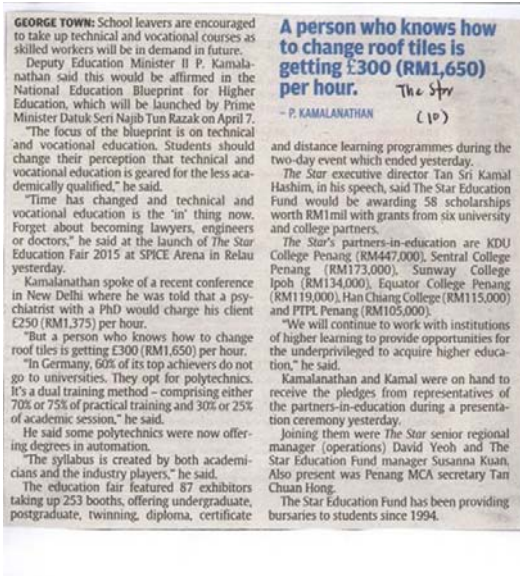 GEORGE TOWN: School leavers are encouraged
to take up technical and vocational courses as
skilled workers will be in demand in future.
Deputy Education Minister II P. Kamala-
nathan said this would be affirmed in the
National Education Blueprint for Higher
Education, which will be launched by Prime
Minister Datuk Seri Najib Tun Razak on April 7.
"The focus of the blueprint is on technical
and vocational education. Students should
change their perception that technical and
vocational education is geared for the less aca-
demically qualified," he said.
"Time has changed and technical and
vocational education is the 'in' thing now.
Forget about becoming lawyers, engineers
or doctors," he said at the launch of The Star
Education Fair 2015 at SPICE Arena in Relau
yesterday.
Kamalanathan spoke of a recent conference
in New Delhi where he was told that a psy-
chiatrist with a PhD would charge his client
£250 (RM1,375) per hour.
"But a person who knows how to change
roof tiles is getting £300 (RM1,650) per hour.
"In Germany, 60% of its top achievers do not
go to universities. They opt for polytechnics.
It's a dual training method – comprising either
70% or 75% of practical training and 30% or 25%
of academic session," he said.
He said some polytechnics were now offer-
ing degrees in automation.
"The syllabus is created by both academi-
cians and the industry players," he said.
The education fair featured 87 exhibitors
taking up 253 booths, offering undergraduate,
postgraduate, twinning, diploma, certificate
A person who knows how
to change roof tiles is
getting £300 (RM1,650)
per hour.
The Star
– P. KAMALANATHAN
(10)
and distance learning programmes during the
two-day event which ended yesterday.
The Star executive director Tan Sri Kamal
Hashim, in his speech, said The Star Education
Fund would be awarding 58 scholarships
worth RM1mil with grants from six university
and college partners.
The Star's partners-in-education are KDU
College Penang (RM447,000), Sentral College
Penang (RM173,000), Sunway College
Ipoh (RM134,000), Equator College Penang
(RM119,000), Han Chiang College (RM115,000)
and PTPL Penang (RM105,000).
"We will continue to work with institutions
of higher learning to provide opportunities for
the underprivileged to acquire higher educa-
tion," he said.
Kamalanathan and Kamal were on hand to
receive the pledges from representatives of
the partners-in-education during a presenta-
tion ceremony yesterday.
Joining them were The Star senior regional
manager (operations) David Yeoh and The
Star Education Fund manager Susanna Kuan.
Also present was Penang MCA secretary Tan
Chuan Hong.
The Star Education Fund has been providing
bursaries to students since 1994.